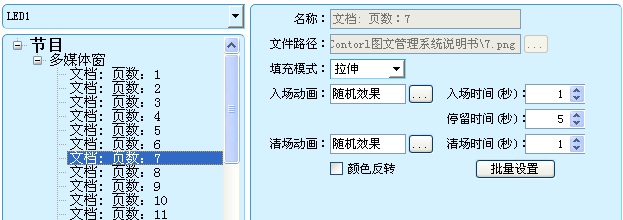 LED1
节目
多媒体窗
文档: 页数: 1
文档: 页数: 2
文档: 页数: 3
文档: 页数: 4
文档: 页数: 5
文档: 页数: 6
文档: 页数: 7
文档: 页数: 8
文档: 页数: 9
文档: 页数: 10
文档: 页数: 11
名称: 文档: 页数: 7
文件路径: Contorl图文管理系统说明书\7.png ...
填充模式: 拉伸
入场动画: 随机效果 ... 入场时间(秒): 1
停留时间(秒): 5
清场动画: 随机效果 ... 清场时间(秒): 1
颜色反转 批量设置